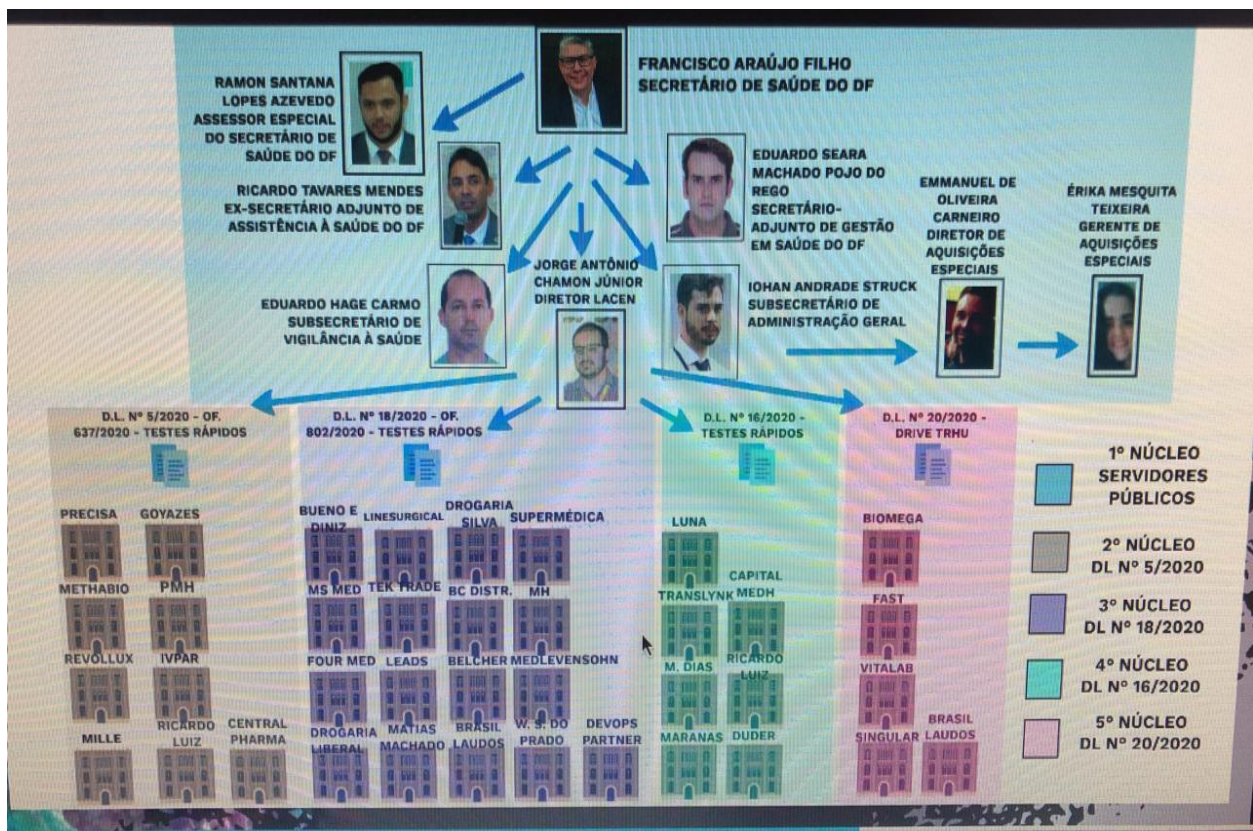 FRANCISCO ARAÚJO FILHO
SECRETÁRIO DE SAÚDE DO DF
RAMON SANTANA
LOPES AZEVEDO
ASSESSOR ESPECIAL
DO SECRETÁRIO DE
SAÚDE DO DF
RICARDO TAVARES MENDES
EX-SECRETÁRIO ADJUNTO DE
ASSISTÊNCIA À SAÚDE DO DF
EDUARDO SEARA
MACHADO POJO DO
REGO
SECRETÁRIO-
ADJUNTO DE GESTÃO
EM SAÚDE DO DF
EMMANUEL DE
OLIVEIRA
CARNEIRO
DIRETOR DE
AQUISIÇÕES
ESPECIAIS
ÉRIKA MESQUITA
TEIXEIRA
GERENTE DE
AQUISIÇÕES
ESPECIAIS
EDUARDO HAGE CARMO
SUBSECRETÁRIO DE
VIGILÂNCIA À SAÚDE
JORGE ANTÔNIO
CHAMON JÚNIOR
DIRETOR LACEN
IOHAN ANDRADE STRUCK
SUBSECRETÁRIO DE
ADMINISTRAÇÃO GERAL
D.L. Nº 5/2020 - OF.
637/2020 - TESTES RÁPIDOS
PRECISA GOYAZES
METHABIO PMH
REVOLLUX IVPAR
MILLE
RICARDO
LUIZ
CENTRAL
PHARMA
D.L. Nº 18/2020 - OF.
802/2020 - TESTES RÁPIDOS
BUENO E
DINIZ
LINESURGICAL
DROGARIA
SILVA
SUPERMÉDICA
MS MED TEK TRADE BC DISTR. MH
FOUR MED LEADS BELCHER MEDLEVENSOHN
DROGARIA
LIBERAL
MATIAS
MACHADO
BRASIL
LAUDOS
W. S. DO
PRADO
DEVOPS
PARTNER
D.L. Nº 16/2020 -
TESTES RÁPIDOS
LUNA
TRANSLYNK
CAPITAL
MEDH
M. DIAS
RICARDO
LUIZ
MARANAS DUDER
D.L. Nº 20/2020 -
DRIVE TRHU
BIOMEGA
FAST
VITALAB
SINGULAR
BRASIL
LAUDOS
1º NÚCLEO
SERVIDORES
PÚBLICOS
2º NÚCLEO
DL Nº 5/2020
3º NÚCLEO
DL Nº 18/2020
4º NÚCLEO
DL Nº 16/2020
5º NÚCLEO
DL Nº 20/2020